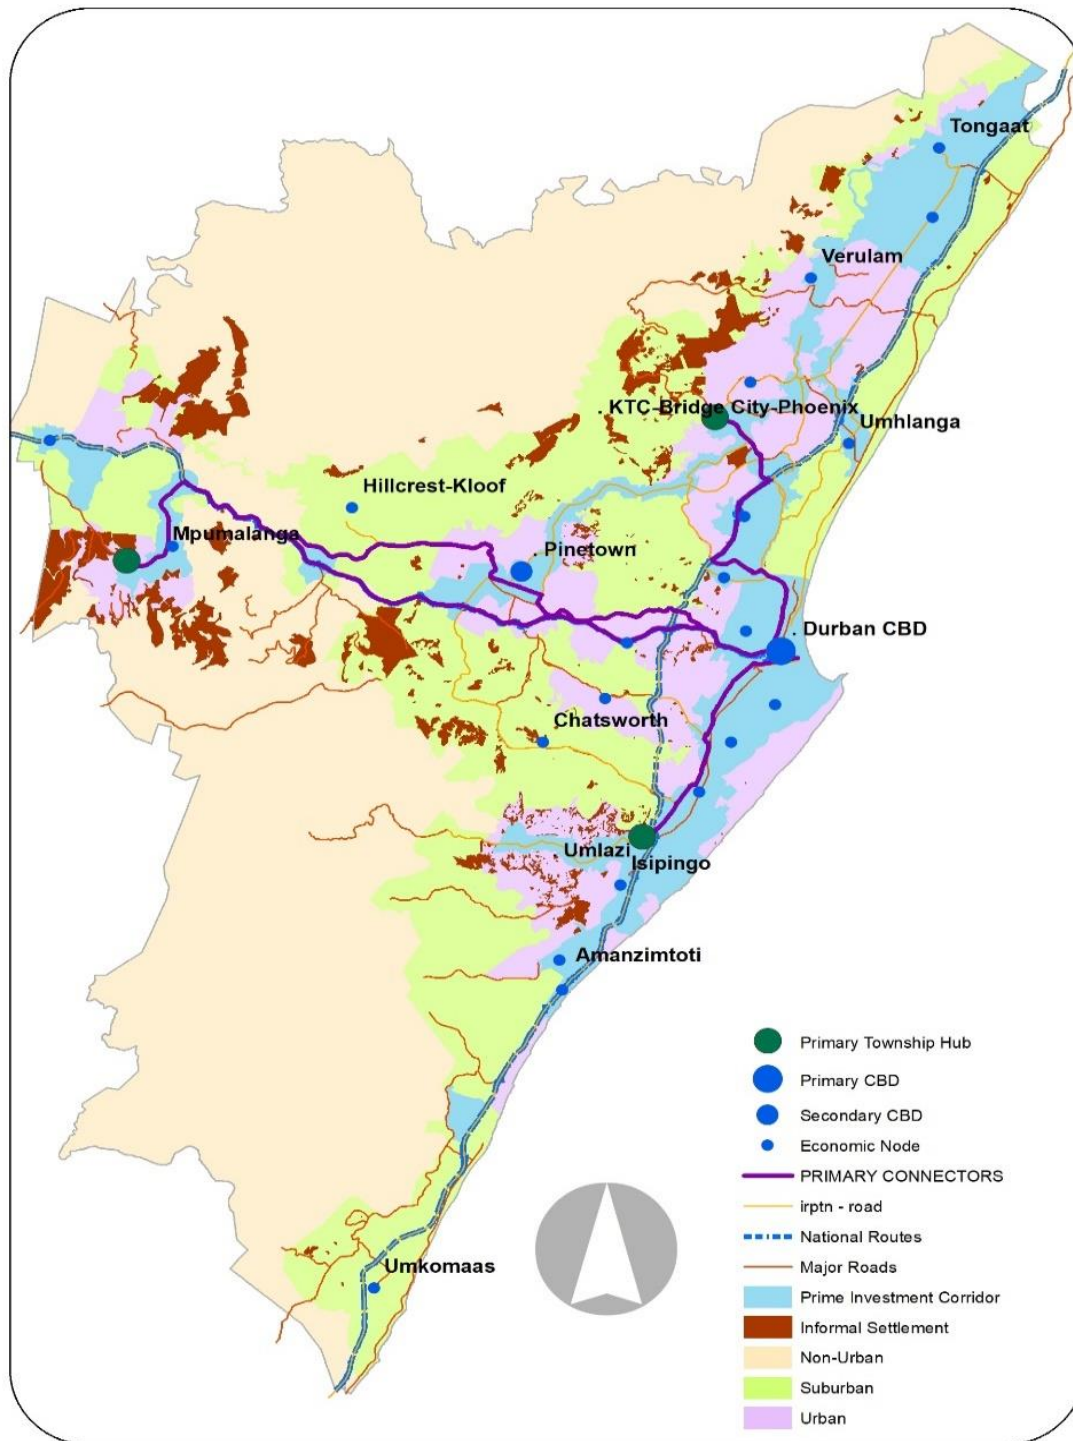 Tongaat
Verulam
. KTC-Bridge City-Phoenix
Umhlanga
Hillcrest-Kloof
Mpumalanga
. Pinetown
. Durban CBD
Chatsworth
Umlazi
Isipingo
Amanzimtoti
Umkomaas
Primary Township Hub
Primary CBD
Secondary CBD
Economic Node
PRIMARY CONNECTORS
irptn - road
National Routes
Major Roads
Prime Investment Corridor
Informal Settlement
Non-Urban
Suburban
Urban